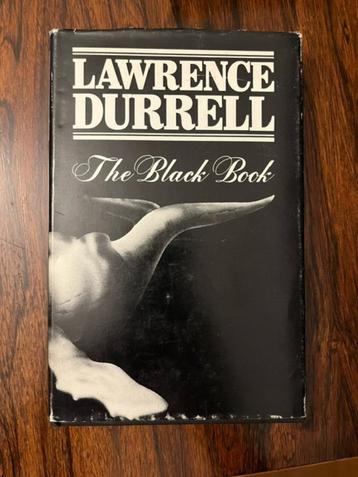 LAWRENCE
DURRELL
The Black Book